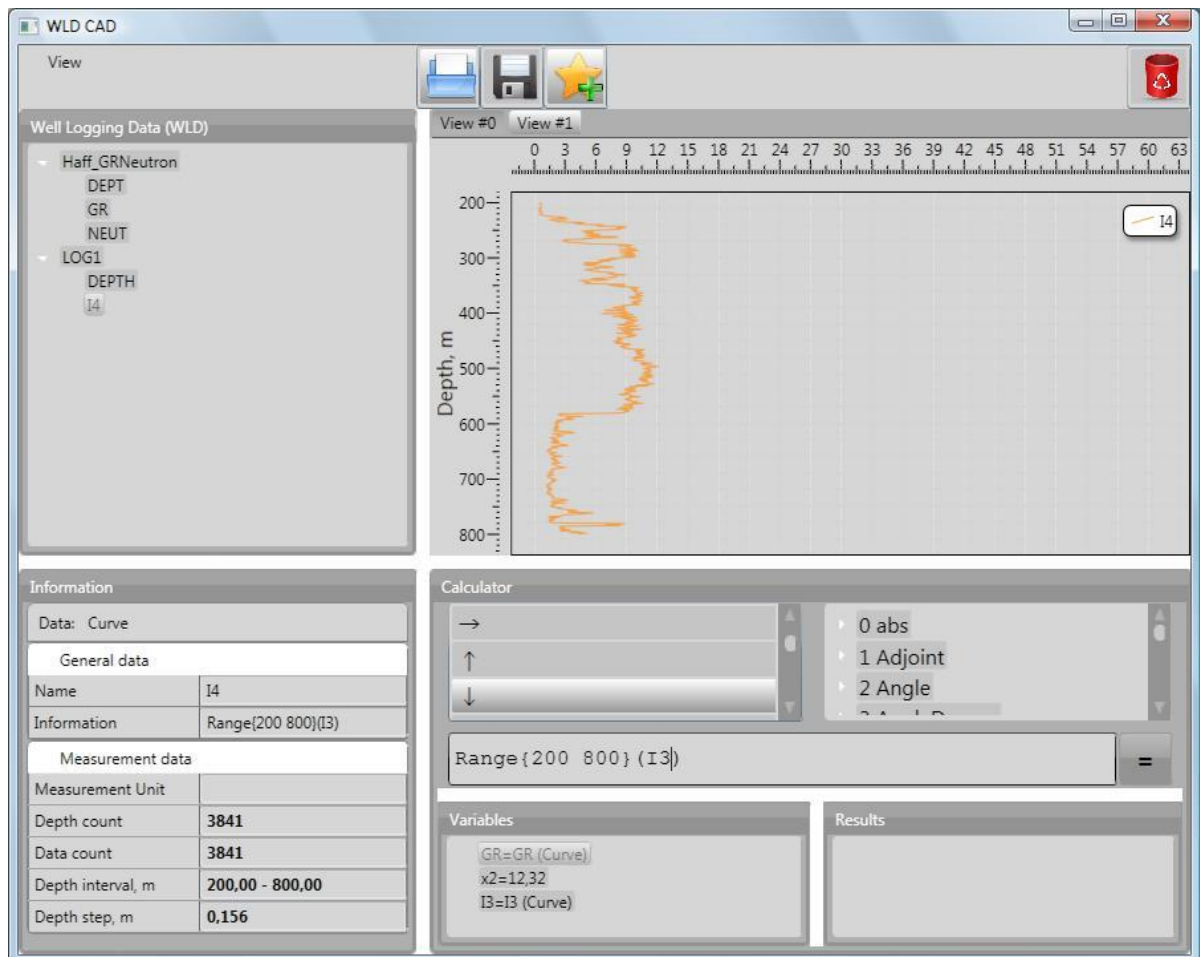 WLD CAD
View
Well Logging Data (WLD)
Haff_GRNeutron
DEPT
GR
NEUT
LOG1
DEPTH
I4
View #0 View #1
0 3 6 9 12 15 18 21 24 27 30 33 36 39 42 45 48 51 54 57 60 63
200
300
400
500
600
700
800
Depth, m
I4
Information
Data: Curve
General data
Name I4
Information Range{200 800}(I3)
Measurement data
Measurement Unit
Depth count 3841
Data count 3841
Depth interval, m 200,00 - 800,00
Depth step, m 0,156
Calculator
→
↑
↓
0 abs
1 Adjoint
2 Angle
Range{200 800}(I3)
=
Variables
GR=GR (Curve)
x2=12,32
I3=I3 (Curve)
Results